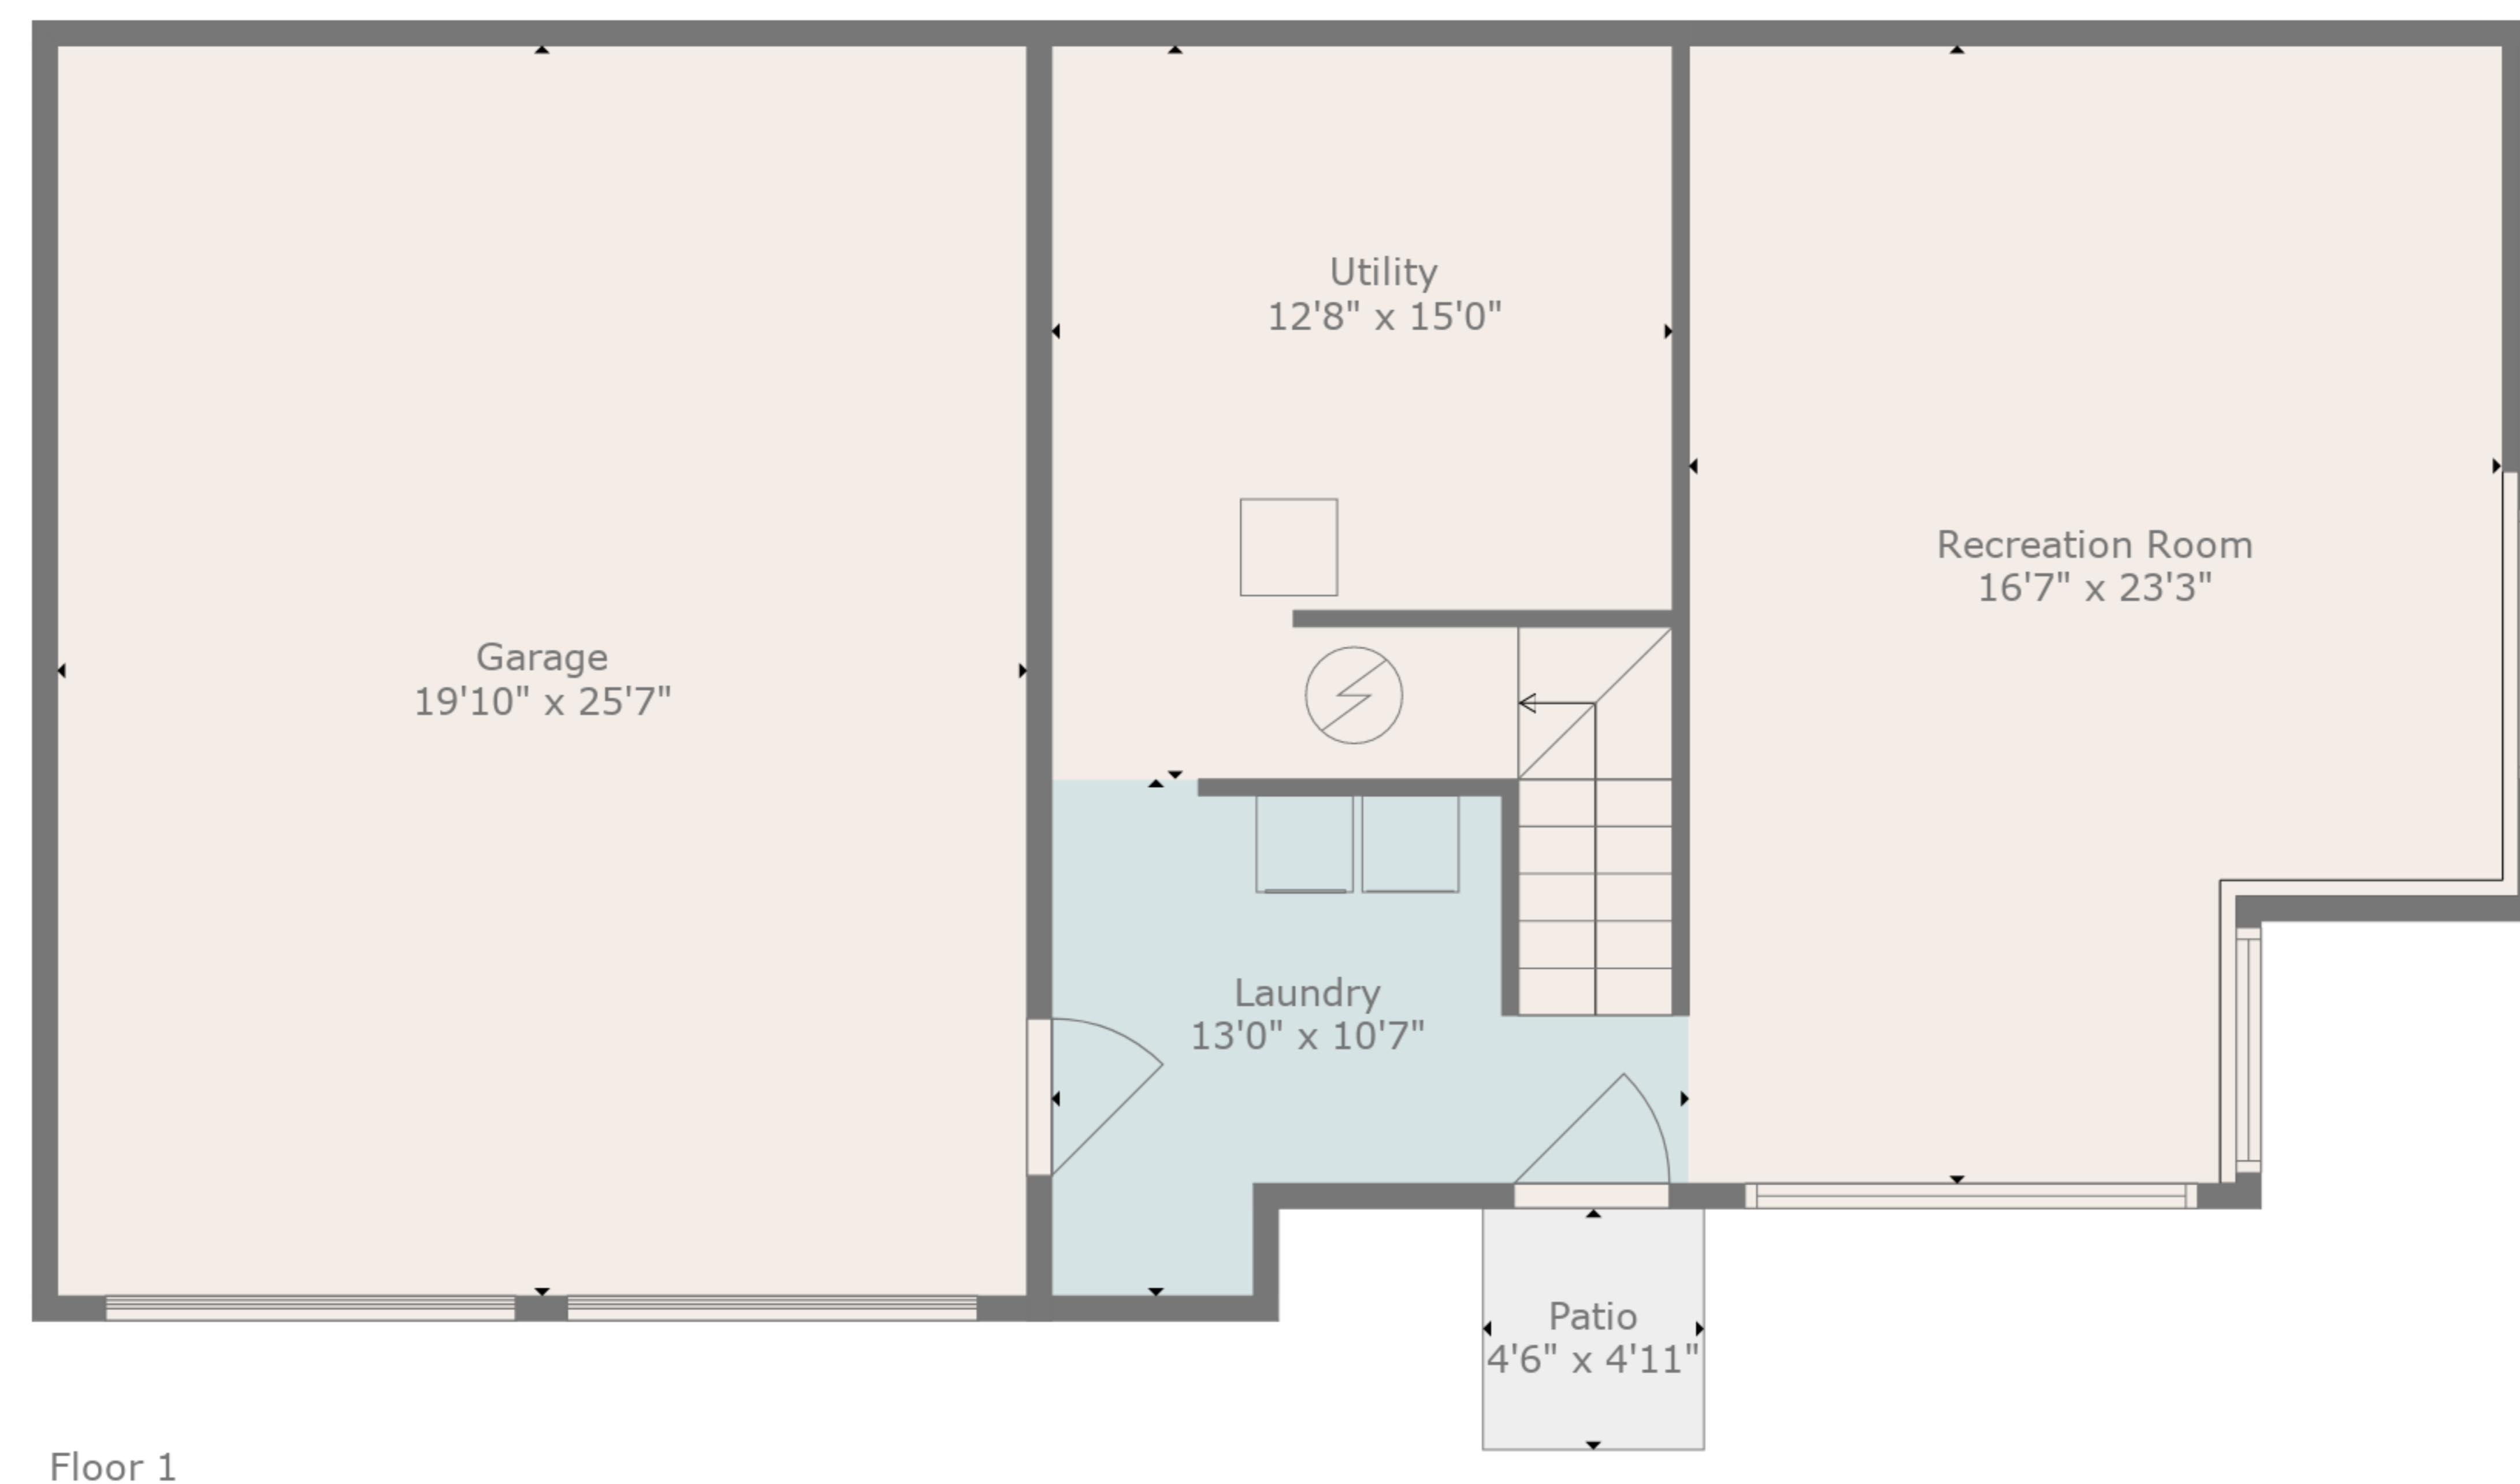 Utility
12'8" x 15'0"
Recreation Room
16'7" x 23'3"
Garage
19'10" x 25'7"
Laundry
13'0" x 10'7"
Patio
4'6" x 4'11"
Floor 1